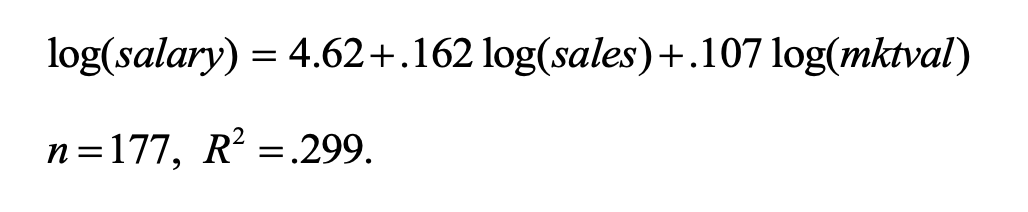 log(salary) = 4.62+.162 log(sales)+.107 log(mktval)
n=177, R² =.299.